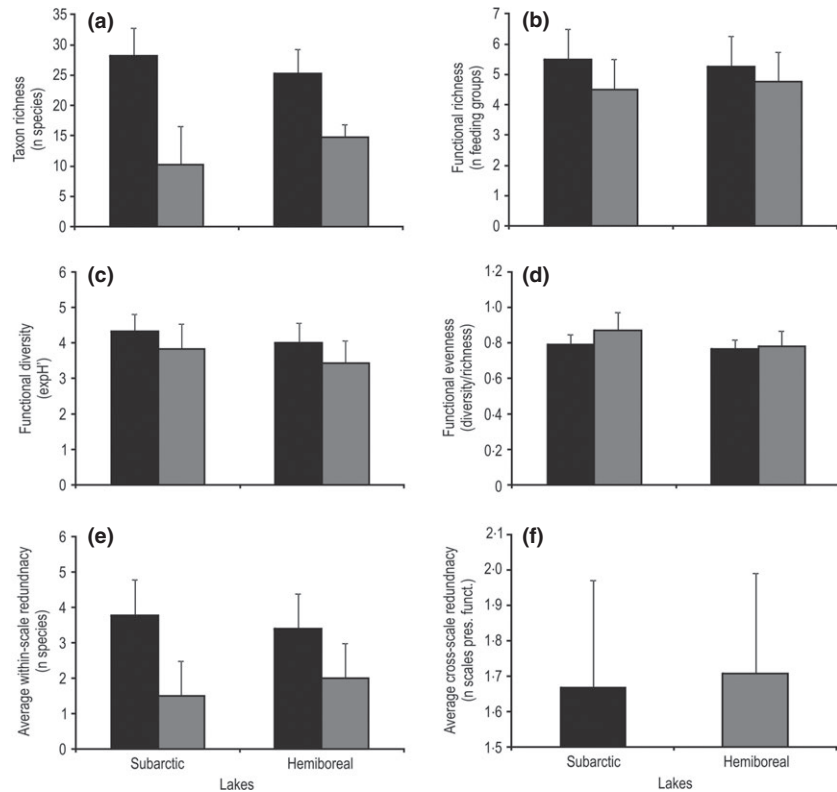 (a)
Taxon richness
(n species)
35
30
25
20
15
10
5
0
(b)
Functional richness
(n feeding groups)
7
6
5
4
3
2
1
0
(c)
Functional diversity
(expH')
6
5
4
3
2
1
0
(d)
Functional evenness
(diversity/richness)
1·2
1·0
0·8
0·6
0·4
0·2
0
(e)
Average within-scale redundnacy
(n species)
6
5
4
3
2
1
0
Subarctic
Hemiboreal
Lakes
(f)
Average cross-scale redundnacy
(n scales pres. funct.)
2·1
2·0
1·9
1·8
1·7
1·6
1·5
Subarctic
Hemiboreal
Lakes